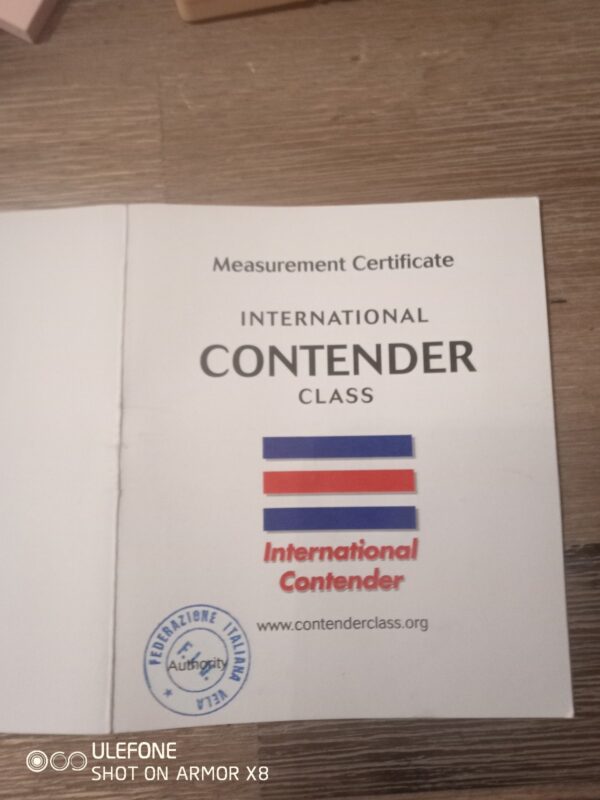 Measurement Certificate
INTERNATIONAL
CONTENDER
CLASS
International
Contender
www.contenderclass.org
FEDERAZIONE ITALIANA VELA
F.I.V.
Authority
ULEFONE
SHOT ON ARMOR X8